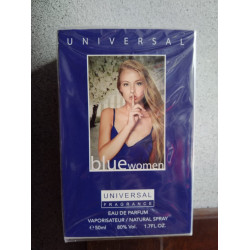 UNIVERSAL
blue women
UNIVERSAL
FRAGRANCE
EAU DE PARFUM
VAPORISATEUR / NATURAL SPRAY
℮ 50ml 80% Vol. 1.7FL.OZ.